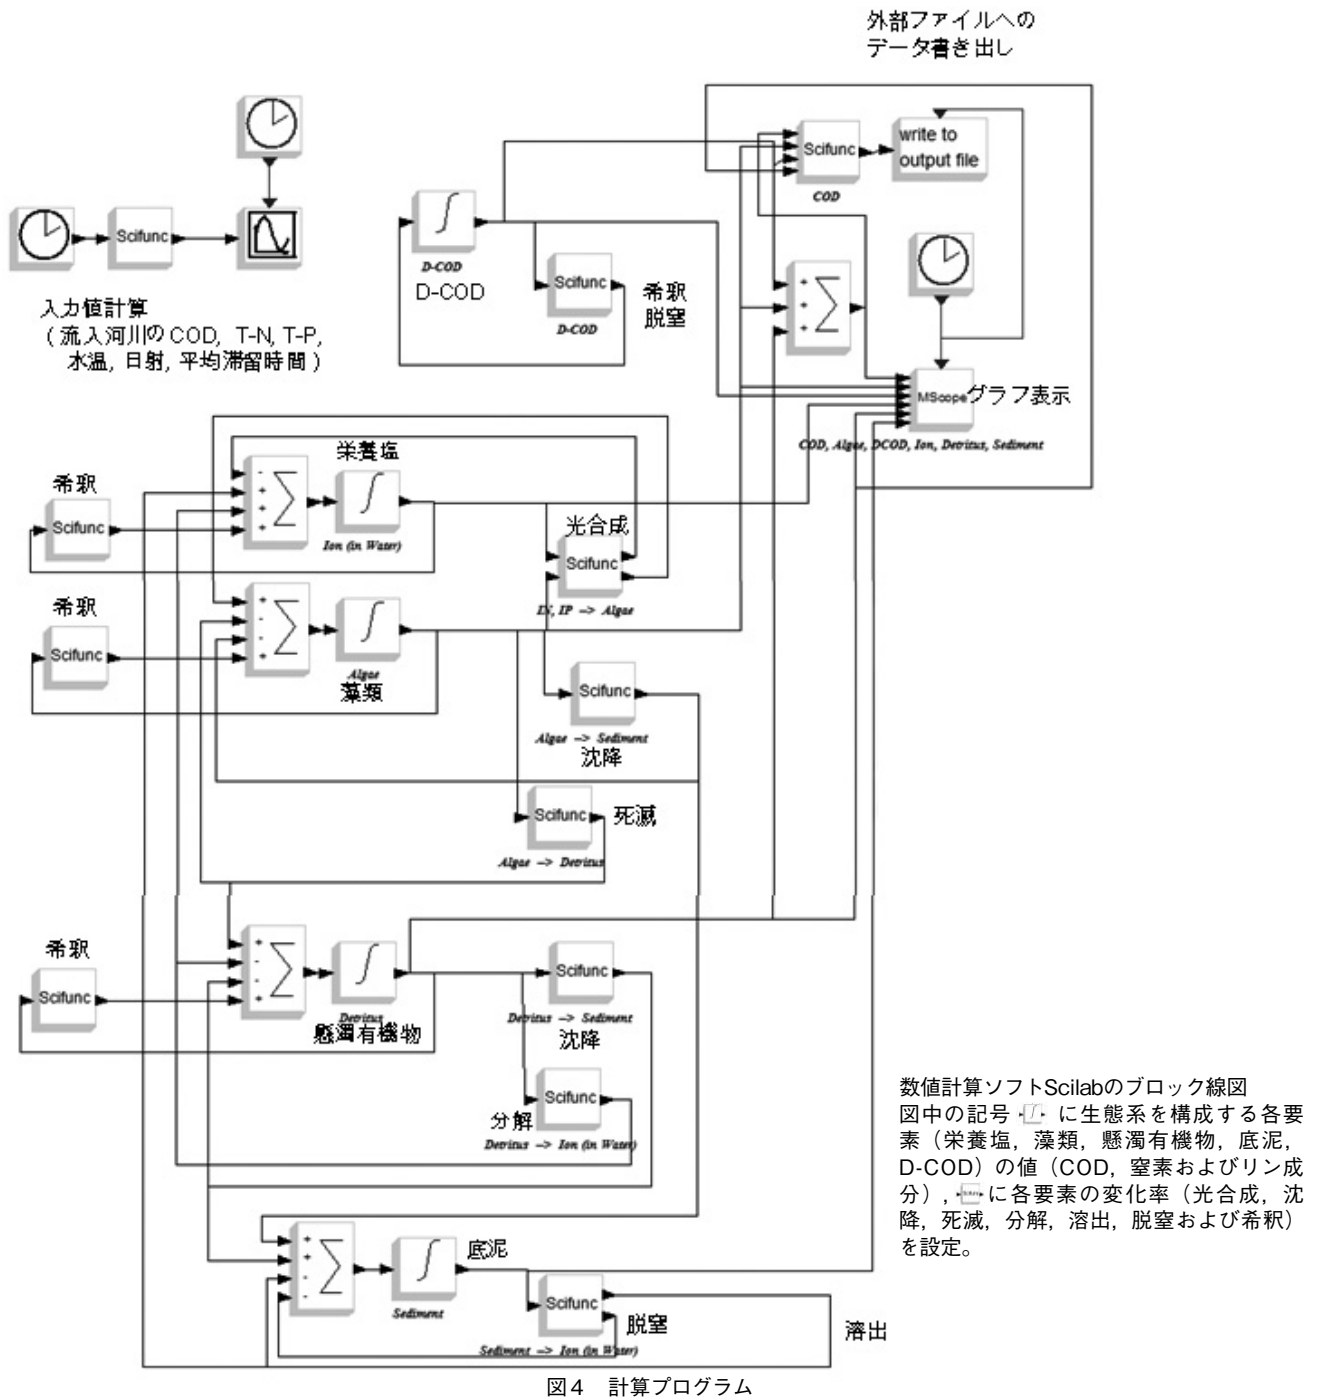 外部ファイルへの
データ書き出し
Scifunc
入力値計算
(流入河川の COD, T-N, T-P,
水温, 日射, 平均滞留時間)
D-COD
D-COD
Scifunc
D-COD
希釈
脱窒
Scifunc
COD
write to
output file
+
+
+
Σ
MScope
グラフ表示
COD, Algae, DCOD, Ion, Detritus, Sediment
希釈
Scifunc
-
+
+
+
Σ
栄養塩
∫
Ion (in Water)
光合成
Scifunc
IN, IP --> Algae
希釈
Scifunc
+
-
-
+
Σ
∫
Algae
藻類
Scifunc
Algae --> Sediment
沈降
Scifunc
死滅
Algae --> Detritus
希釈
Scifunc
+
-
-
+
Σ
∫
Detritus
懸濁有機物
Scifunc
Detritus --> Sediment
沈降
Scifunc
分解
Detritus --> Ion (in Water)
+
+
-
-
Σ
∫
底泥
Sediment
Scifunc
脱窒
Sediment --> Ion (in Water)
溶出
数値計算ソフトScilabのブロック線図
図中の記号 ∫ に生態系を構成する各要
素（栄養塩，藻類，懸濁有機物，底泥，
D-COD）の値（COD，窒素およびリン成
分），に各要素の変化率（光合成，沈
降，死滅，分解，溶出，脱窒および希釈）
を設定。
図4　計算プログラム